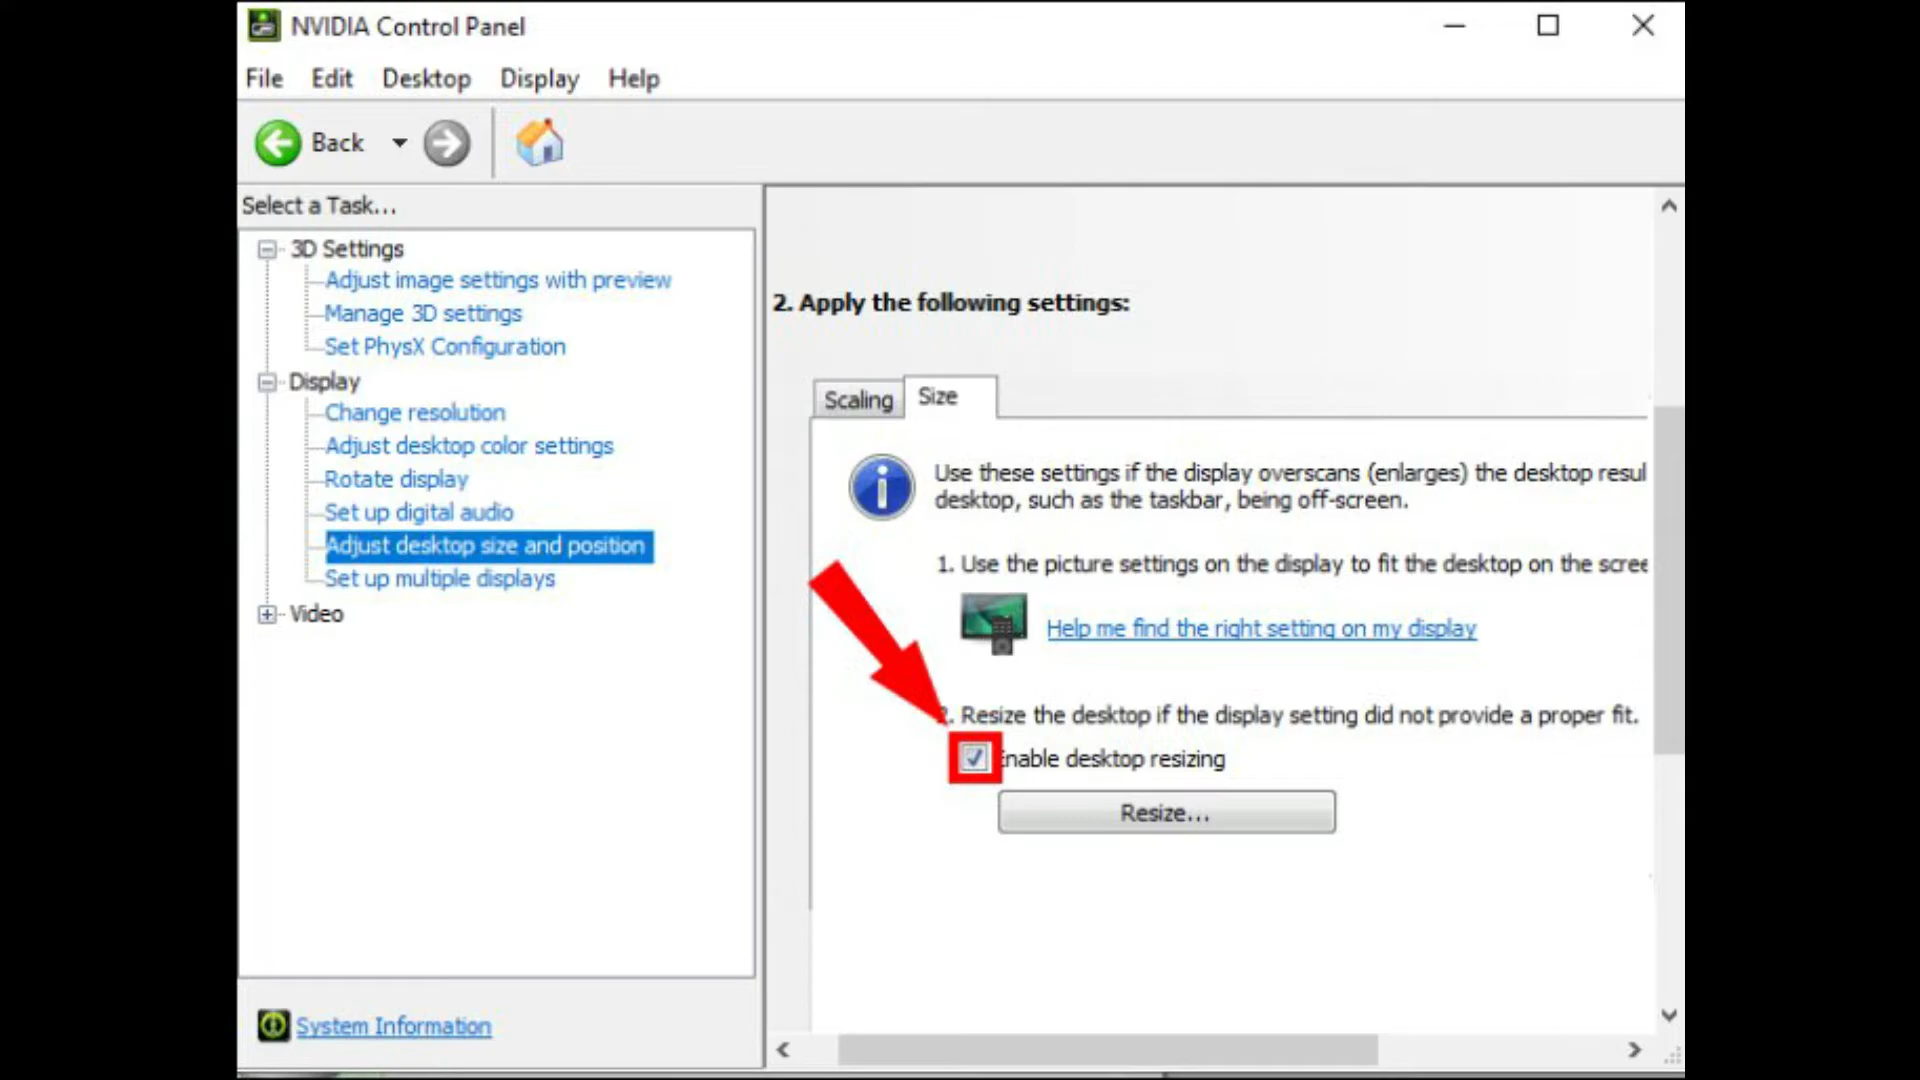 NVIDIA Control Panel
File Edit Desktop Display Help
Back
Select a Task...
3D Settings
Adjust image settings with preview
Manage 3D settings
Set PhysX Configuration
Display
Change resolution
Adjust desktop color settings
Rotate display
Set up digital audio
Adjust desktop size and position
Set up multiple displays
Video
System Information
2. Apply the following settings:
Scaling Size
Use these settings if the display overscans (enlarges) the desktop resul
desktop, such as the taskbar, being off-screen.
1. Use the picture settings on the display to fit the desktop on the scree
Help me find the right setting on my display
2. Resize the desktop if the display setting did not provide a proper fit.
Enable desktop resizing
Resize...